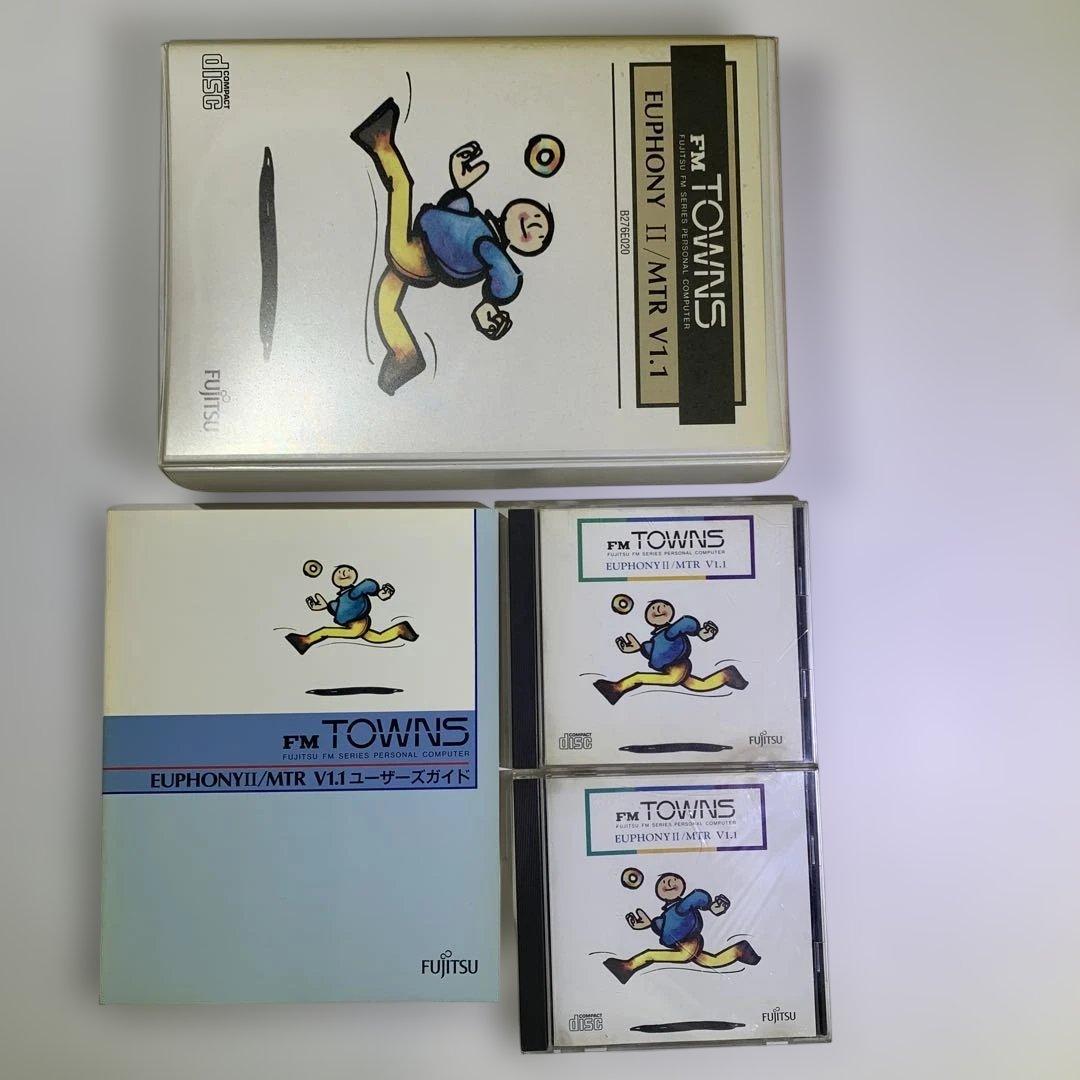 FM TOWNS
FUJITSU FM SERIES PERSONAL COMPUTER
EUPHONY II/MTR V1.1
B276E020
COMPACT
disc
FUJITSU
FM TOWNS
FUJITSU FM SERIES PERSONAL COMPUTER
EUPHONYII/MTR V1.1 ユーザーズガイド
FUJITSU
FM TOWNS
FUJITSU FM SERIES PERSONAL COMPUTER
EUPHONY II/MTR V1.1
COMPACT
disc
FUJITSU
FM TOWNS
FUJITSU FM SERIES PERSONAL COMPUTER
EUPHONY II/MTR V1.1
COMPACT
disc
FUJITSU